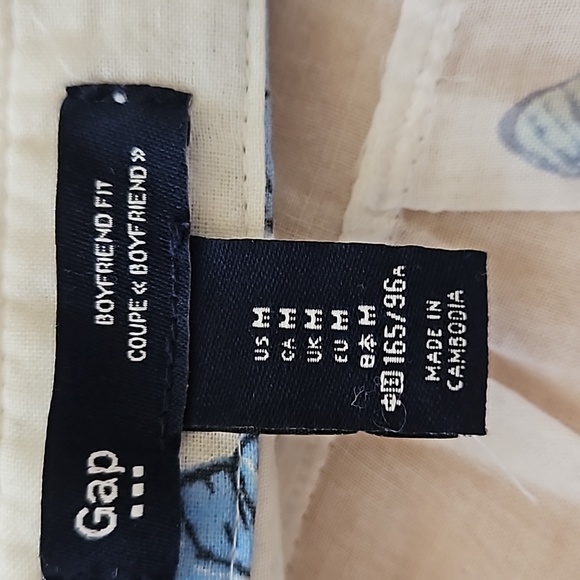 Gap
BOYFRIEND FIT
COUPE « BOYFRIEND »
US M
CA M
UK M
EU M
日本 M
中国 165/96A
MADE IN
CAMBODIA